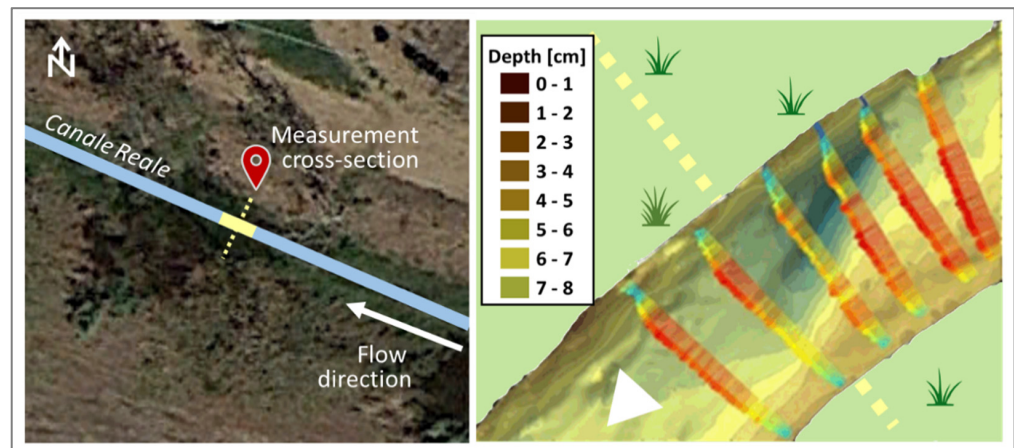 N
Canale Reale
Measurement
cross-section
Flow
direction
Depth [cm]
0 - 1
1 - 2
2 - 3
3 - 4
4 - 5
5 - 6
6 - 7
7 - 8